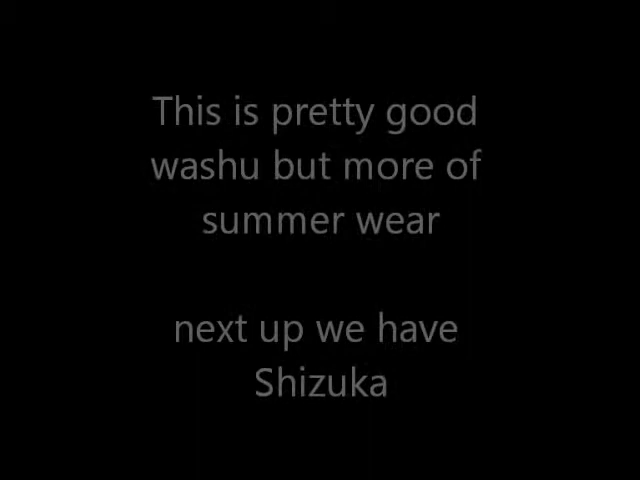 This is pretty good
washu but more of
summer wear
next up we have
Shizuka